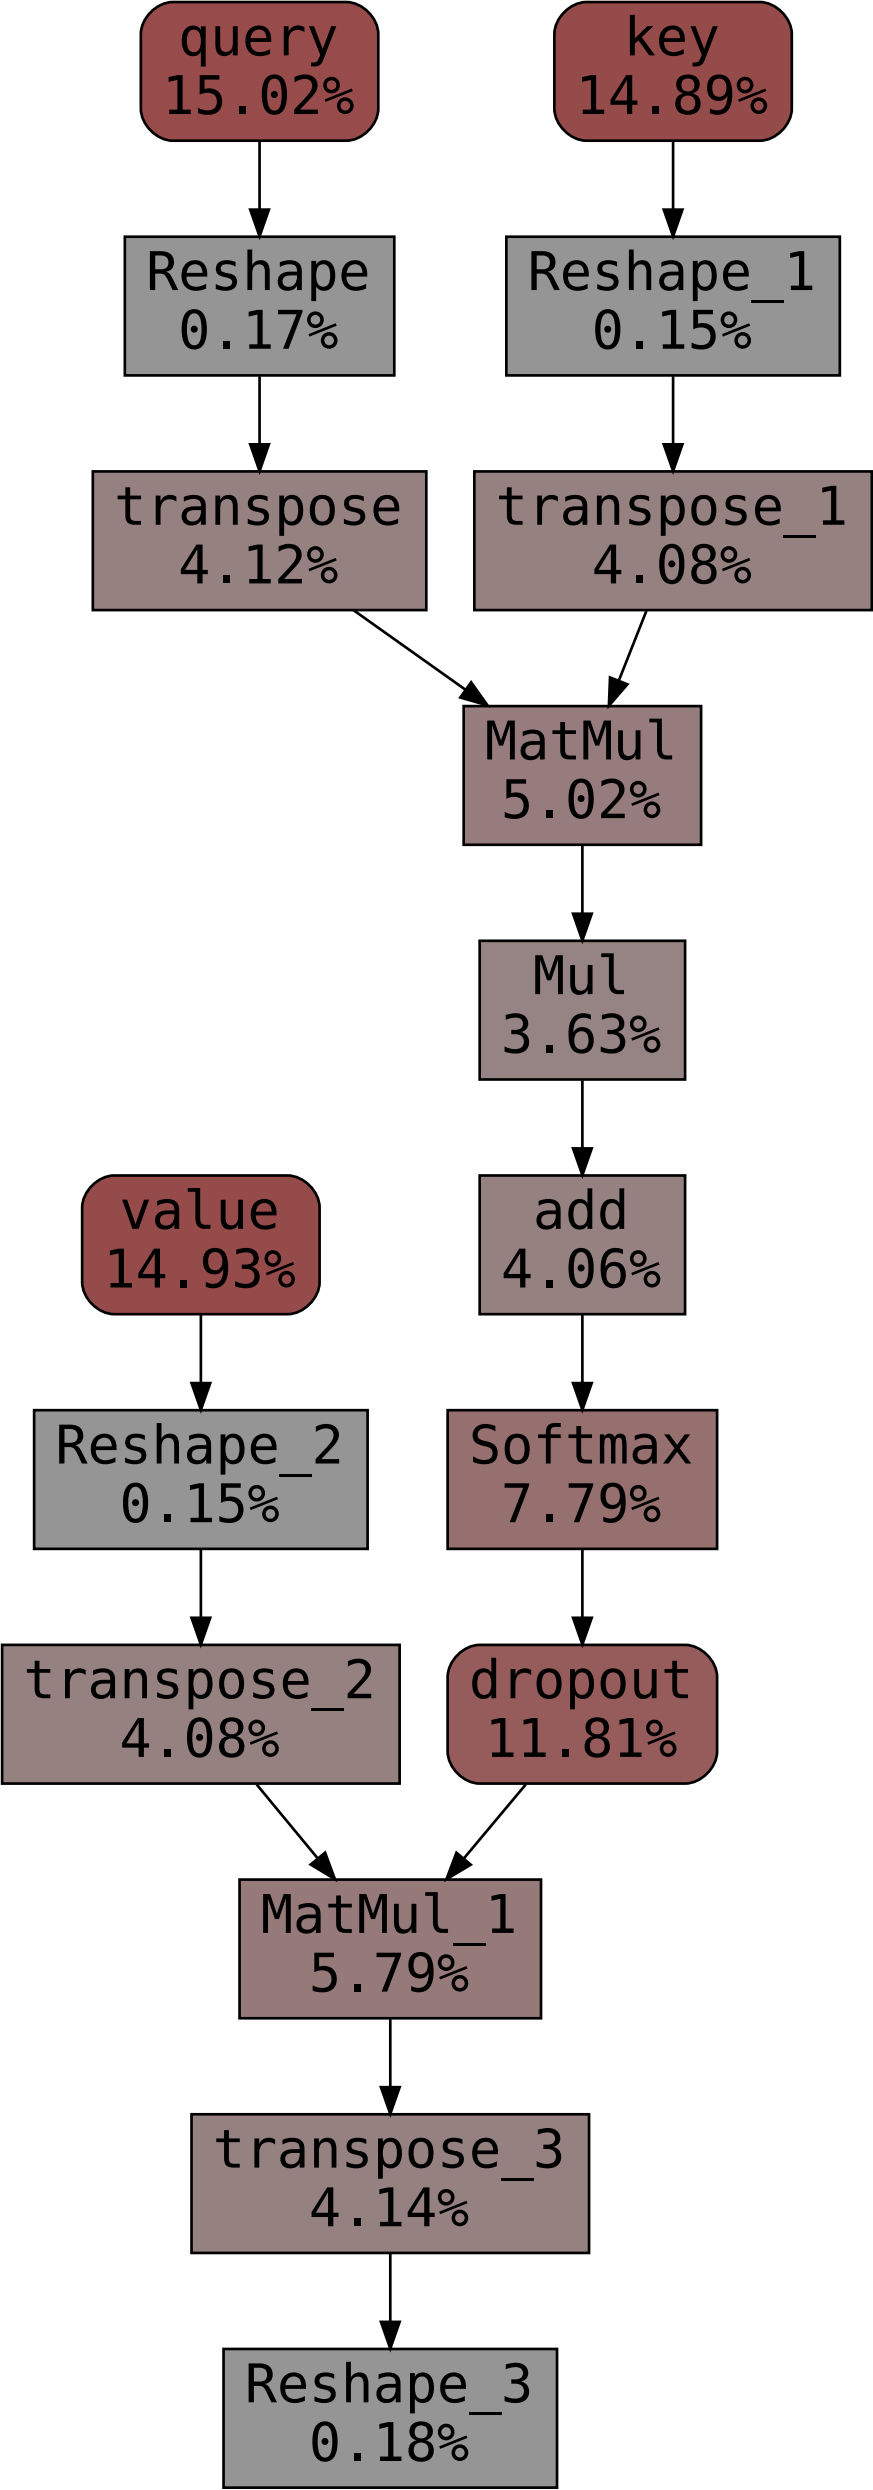 query
15.02%
key
14.89%
Reshape
0.17%
Reshape_1
0.15%
transpose
4.12%
transpose_1
4.08%
MatMul
5.02%
Mul
3.63%
value
14.93%
add
4.06%
Reshape_2
0.15%
Softmax
7.79%
transpose_2
4.08%
dropout
11.81%
MatMul_1
5.79%
transpose_3
4.14%
Reshape_3
0.18%